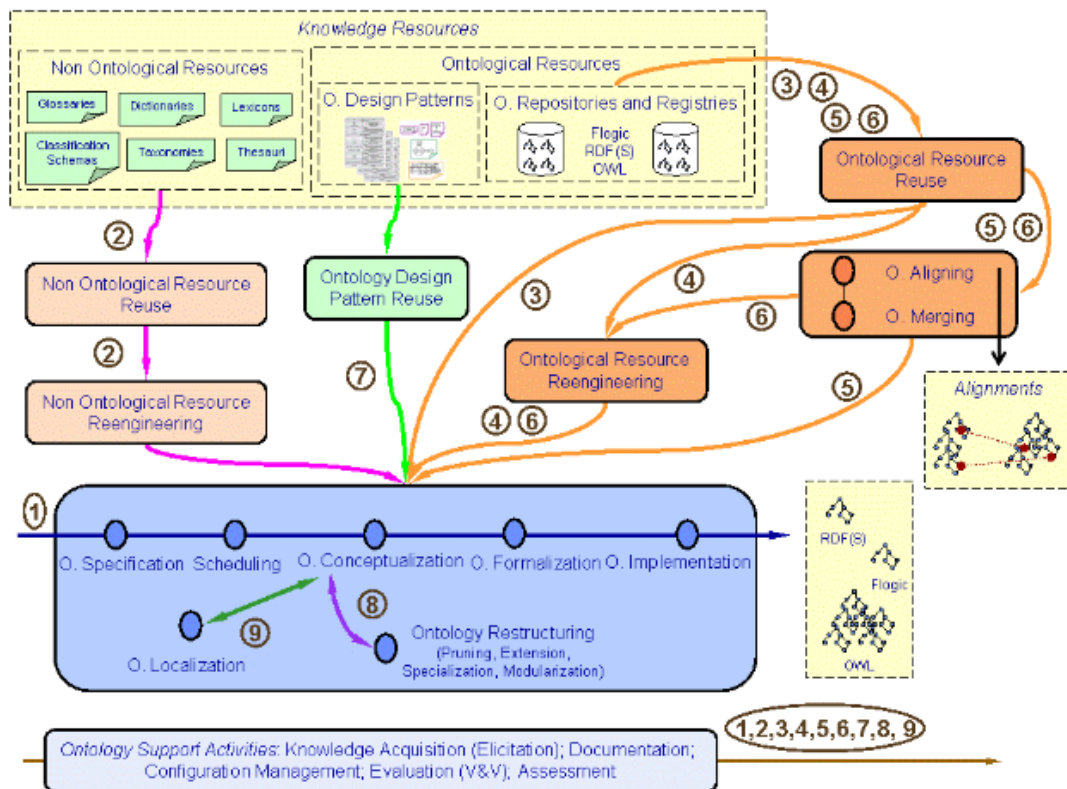 Knowledge Resources
Non Ontological Resources
Glossaries
Dictionaries
Lexicons
Classification
Schemas
Taxonomies
Thesauri
Ontological Resources
O. Design Patterns
O. Repositories and Registries
Flogic
RDF(S)
OWL
3 4
5 6
Ontological Resource
Reuse
2
5 6
Non Ontological Resource
Reuse
Ontology Design
Pattern Reuse
3
4
O. Aligning
O. Merging
6
2
7
Ontological Resource
Reengineering
5
Non Ontological Resource
Reengineering
4 6
Alignments
1
O. Specification
Scheduling
O. Conceptualization
O. Formalization
O. Implementation
RDF(S)
Flogic
OWL
9
8
O. Localization
Ontology Restructuring
(Pruning, Extension,
Specialization, Modularization)
1,2,3,4,5,6,7,8, 9
Ontology Support Activities: Knowledge Acquisition (Elicitation); Documentation;
Configuration Management; Evaluation (V&V); Assessment